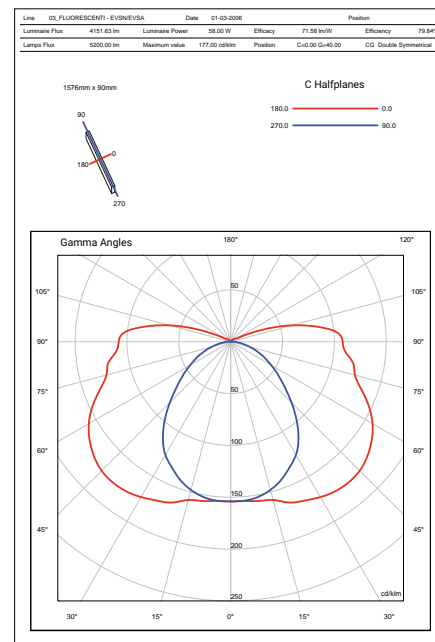 Line 03_FLUORESCENTI - EVSN/EVSA Date 01-03-2006 Position
Luminaire Flux 4151.63 lm Luminaire Power 58.00 W Efficacy 71.58 lm/W Efficiency 79.84%
Lamps Flux 5200.00 lm Maximum value 177.00 cd/klm Position C=0.00 G=40.00 CG Double Symmetrical
1576mm x 90mm
C Halfplanes
180.0 0.0
270.0 90.0
90
0
180
270
Gamma Angles 180° 120°
50
105° 105°
90° 90°
50
75° 75°
100
60° 60°
150
45° 45°
200
cd/klm
250
30° 15° 0° 15° 30°